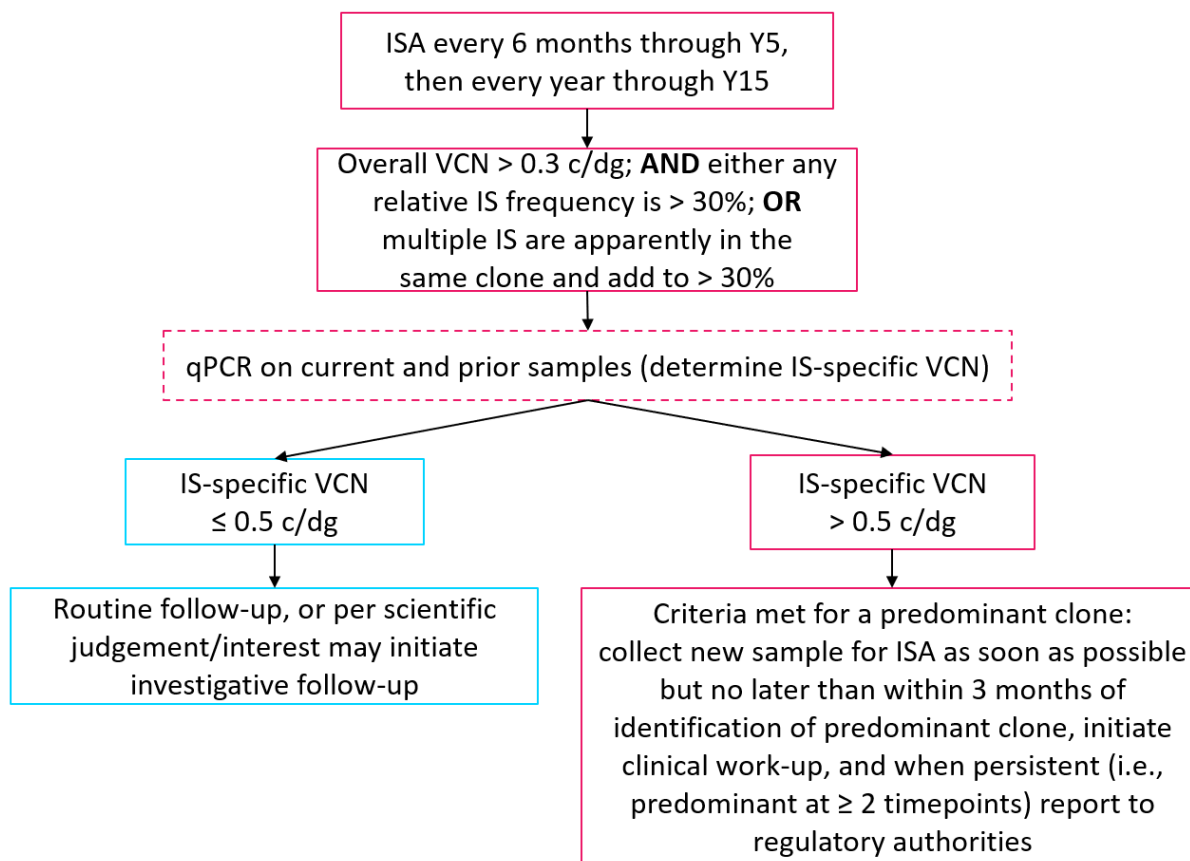 ISA every 6 months through Y5,
then every year through Y15
Overall VCN > 0.3 c/dg; AND either any
relative IS frequency is > 30%; OR
multiple IS are apparently in the
same clone and add to > 30%
qPCR on current and prior samples (determine IS-specific VCN)
IS-specific VCN
≤ 0.5 c/dg
IS-specific VCN
> 0.5 c/dg
Routine follow-up, or per scientific
judgement/interest may initiate
investigative follow-up
Criteria met for a predominant clone:
collect new sample for ISA as soon as possible
but no later than within 3 months of
identification of predominant clone, initiate
clinical work-up, and when persistent (i.e.,
predominant at ≥ 2 timepoints) report to
regulatory authorities